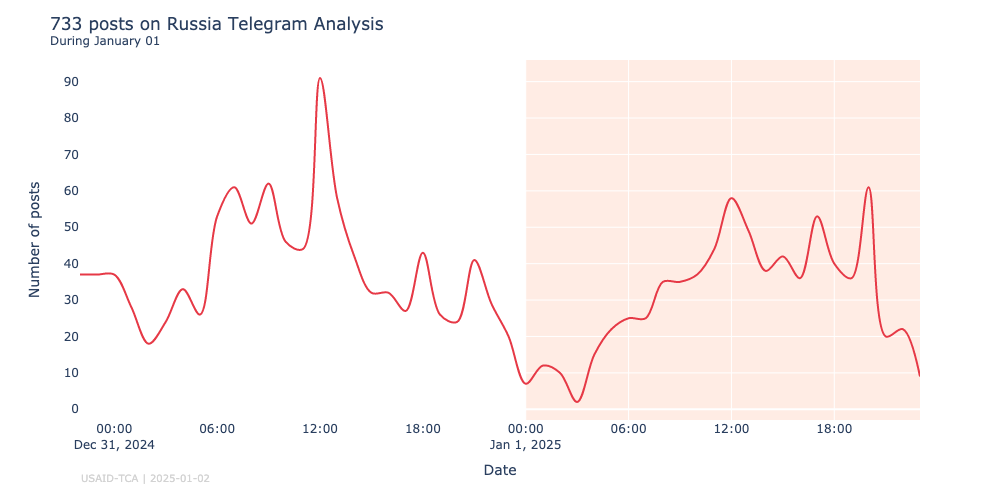 733 posts on Russia Telegram Analysis
During January 01
Number of posts
90
80
70
60
50
40
30
20
10
0
00:00 06:00 12:00 18:00 00:00 06:00 12:00 18:00
Dec 31, 2024 Jan 1, 2025
Date
USAID-TCA | 2025-01-02